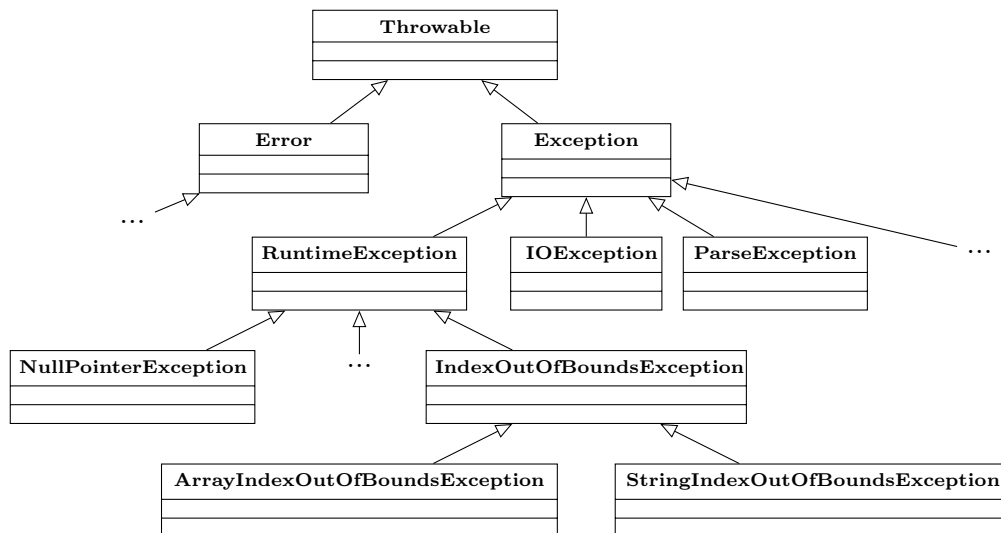 Throwable
Error
Exception
...
RuntimeException
IOException
ParseException
...
NullPointerException
...
IndexOutOfBoundsException
ArrayIndexOutOfBoundsException
StringIndexOutOfBoundsException